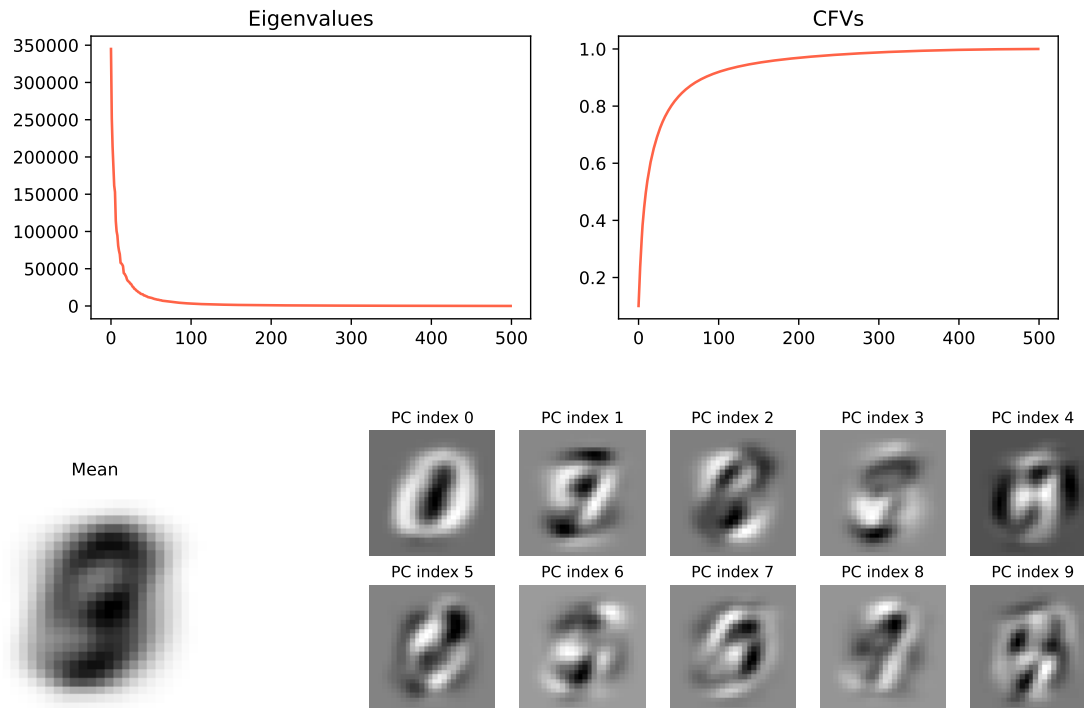 Eigenvalues
350000
300000
250000
200000
150000
100000
50000
0
0 100 200 300 400 500
CFVs
1.0
0.8
0.6
0.4
0.2
0 100 200 300 400 500
Mean
PC index 0 PC index 1 PC index 2 PC index 3 PC index 4
PC index 5 PC index 6 PC index 7 PC index 8 PC index 9